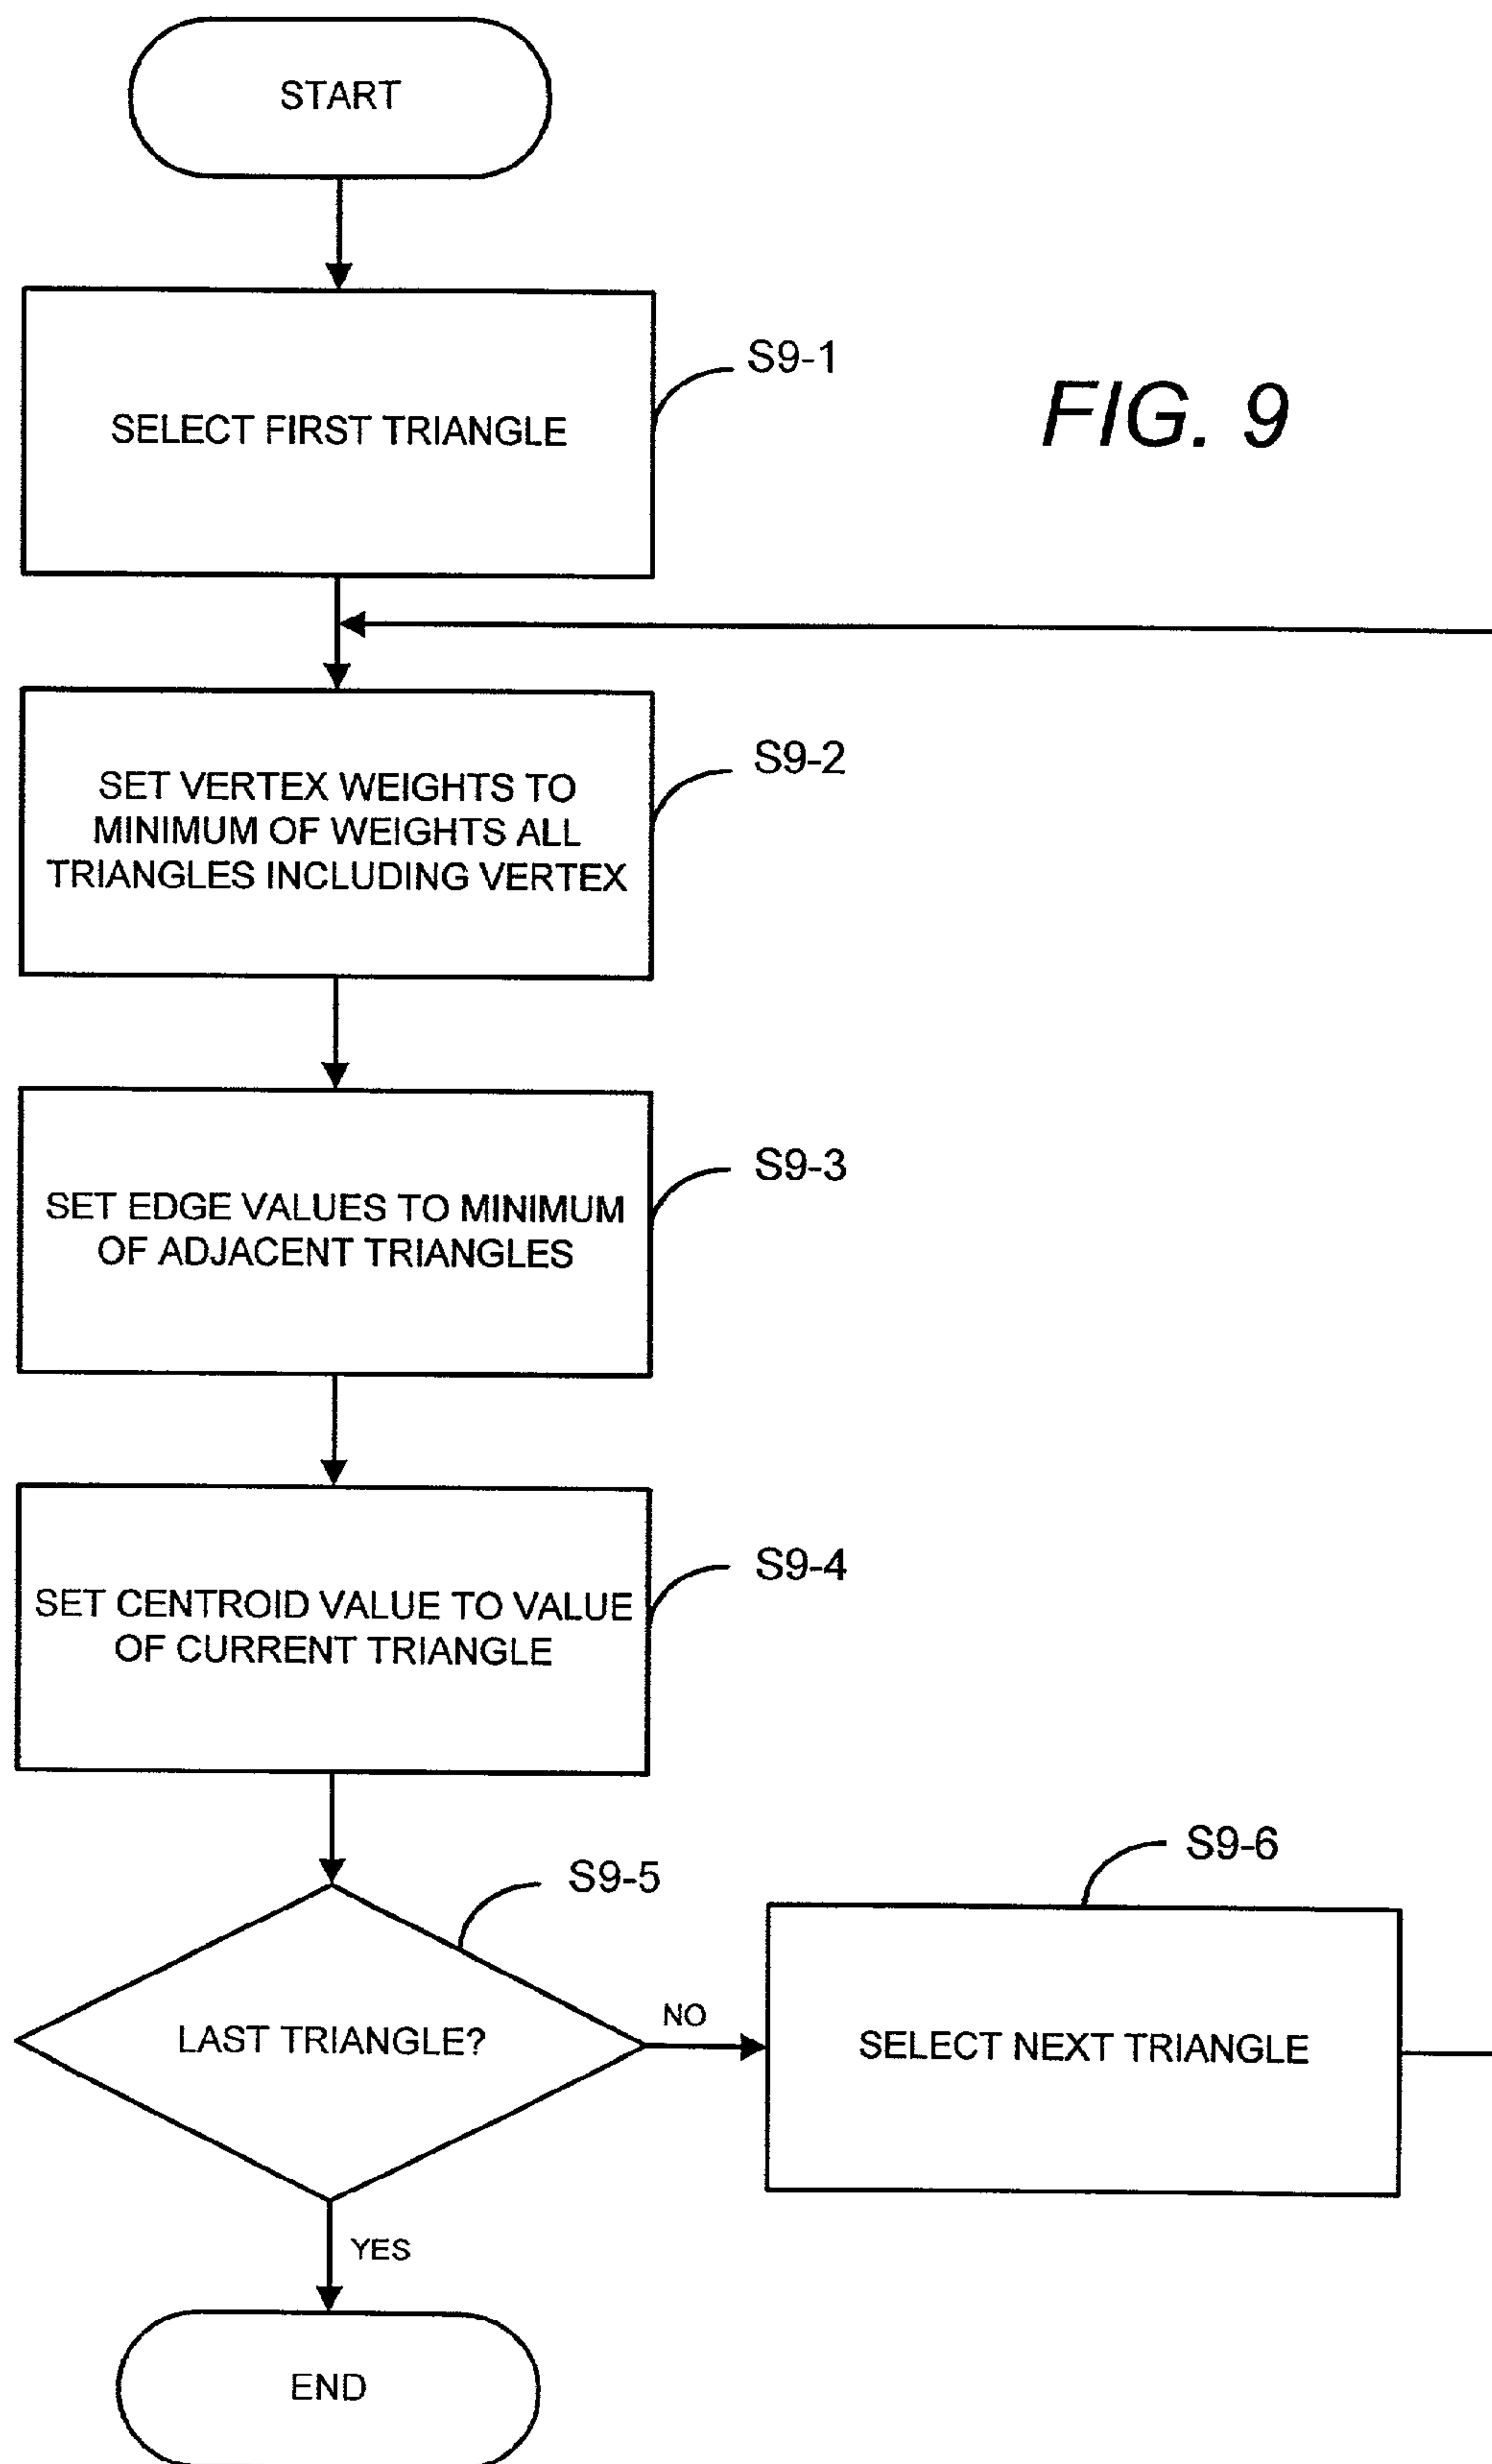 START
S9-1
SELECT FIRST TRIANGLE
FIG. 9
S9-2
SET VERTEX WEIGHTS TO
MINIMUM OF WEIGHTS ALL
TRIANGLES INCLUDING VERTEX
S9-3
SET EDGE VALUES TO MINIMUM
OF ADJACENT TRIANGLES
S9-4
SET CENTROID VALUE TO VALUE
OF CURRENT TRIANGLE
S9-5
LAST TRIANGLE?
NO
S9-6
SELECT NEXT TRIANGLE
YES
END